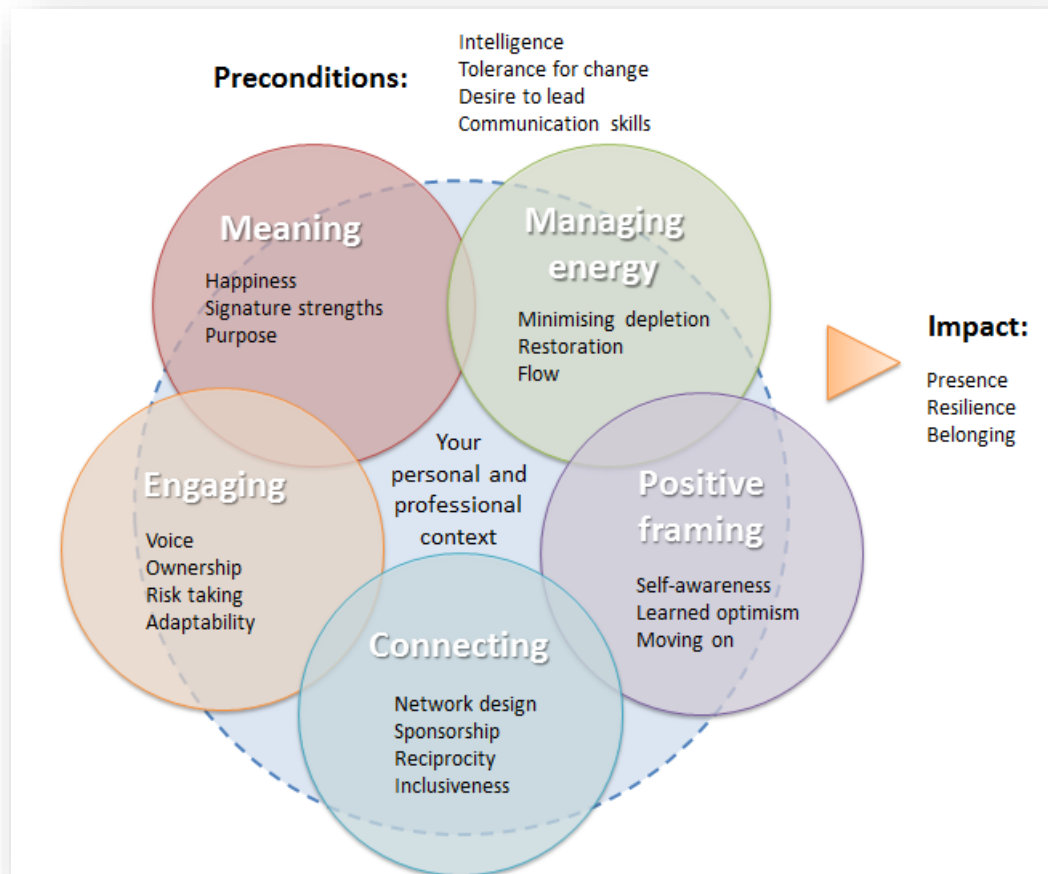 Preconditions:
Intelligence
Tolerance for change
Desire to lead
Communication skills
Meaning
Happiness
Signature strengths
Purpose
Managing
energy
Minimising depletion
Restoration
Flow
Impact:
Presence
Resilience
Belonging
Your
personal and
professional
context
Engaging
Voice
Ownership
Risk taking
Adaptability
Positive
framing
Self-awareness
Learned optimism
Moving on
Connecting
Network design
Sponsorship
Reciprocity
Inclusiveness